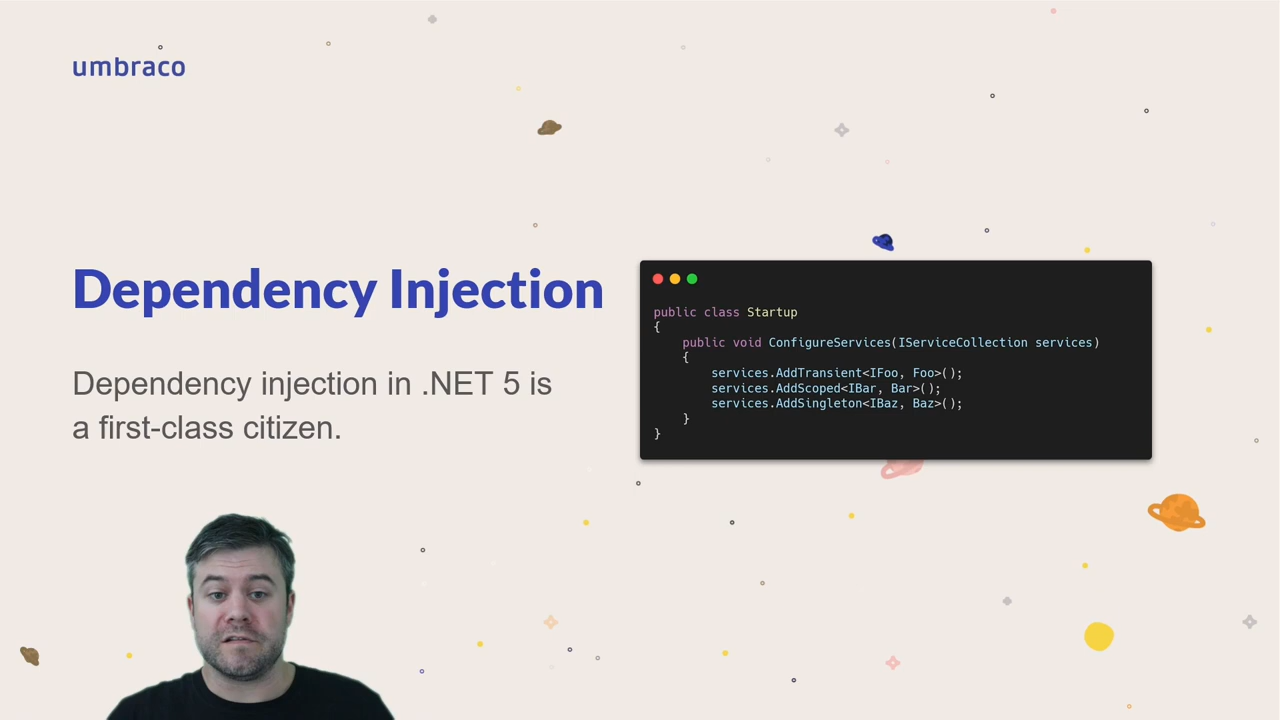 umbraco
Dependency Injection
Dependency injection in .NET 5 is
a first-class citizen.
public class Startup
{
    public void ConfigureServices(IServiceCollection services)
    {
        services.AddTransient<IFoo, Foo>();
        services.AddScoped<IBar, Bar>();
        services.AddSingleton<IBaz, Baz>();
    }
}